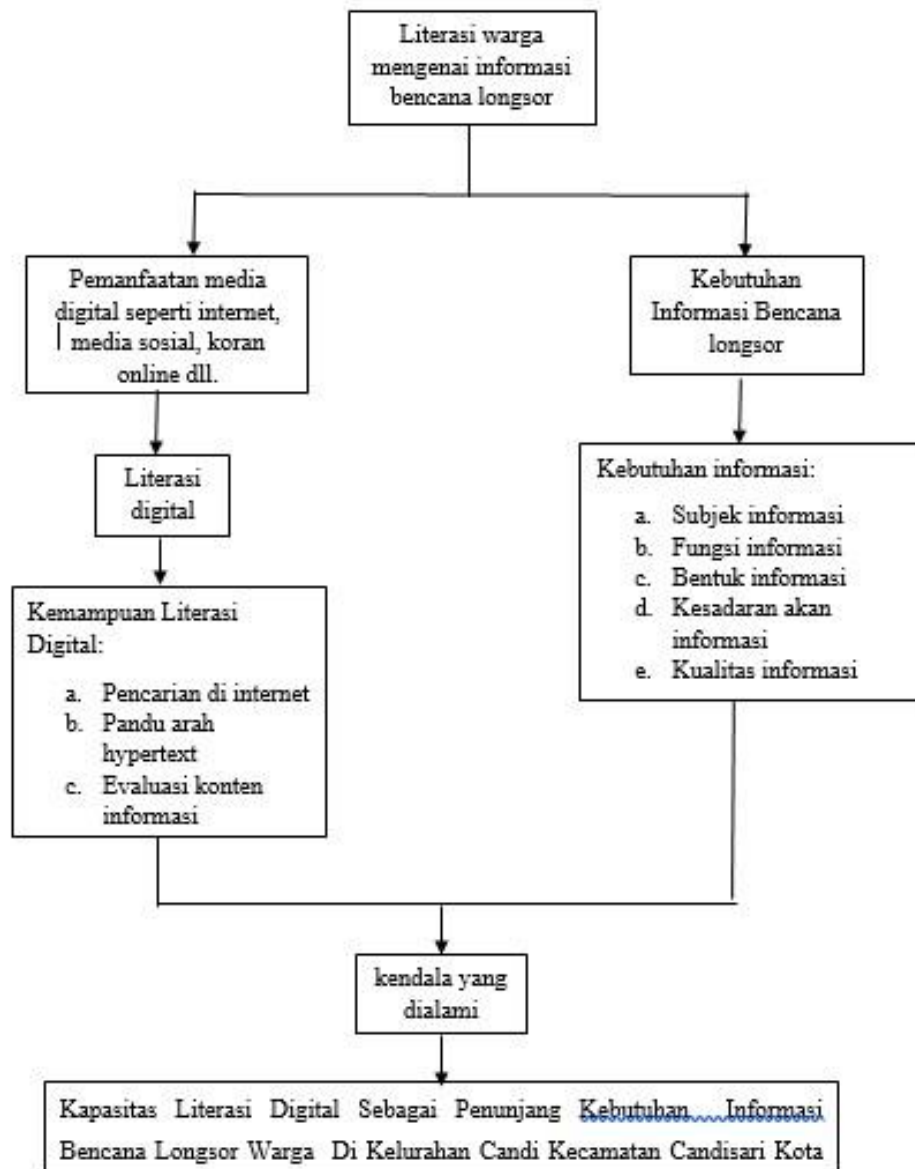 Literasi warga
mengenai informasi
bencana longsor
Pemanfaatan media
digital seperti internet,
media sosial, koran
online dll.
Kebutuhan
Informasi Bencana
longsor
Literasi
digital
Kebutuhan informasi:
a. Subjek informasi
b. Fungsi informasi
c. Bentuk informasi
d. Kesadaran akan
informasi
e. Kualitas informasi
Kemampuan Literasi
Digital:
a. Pencarian di internet
b. Pandu arah
hypertext
c. Evaluasi konten
informasi
kendala yang
dialami
Kapasitas Literasi Digital Sebagai Penunjang Kebutuhan Informasi
Bencana Longsor Warga Di Kelurahan Candi Kecamatan Candisari Kota